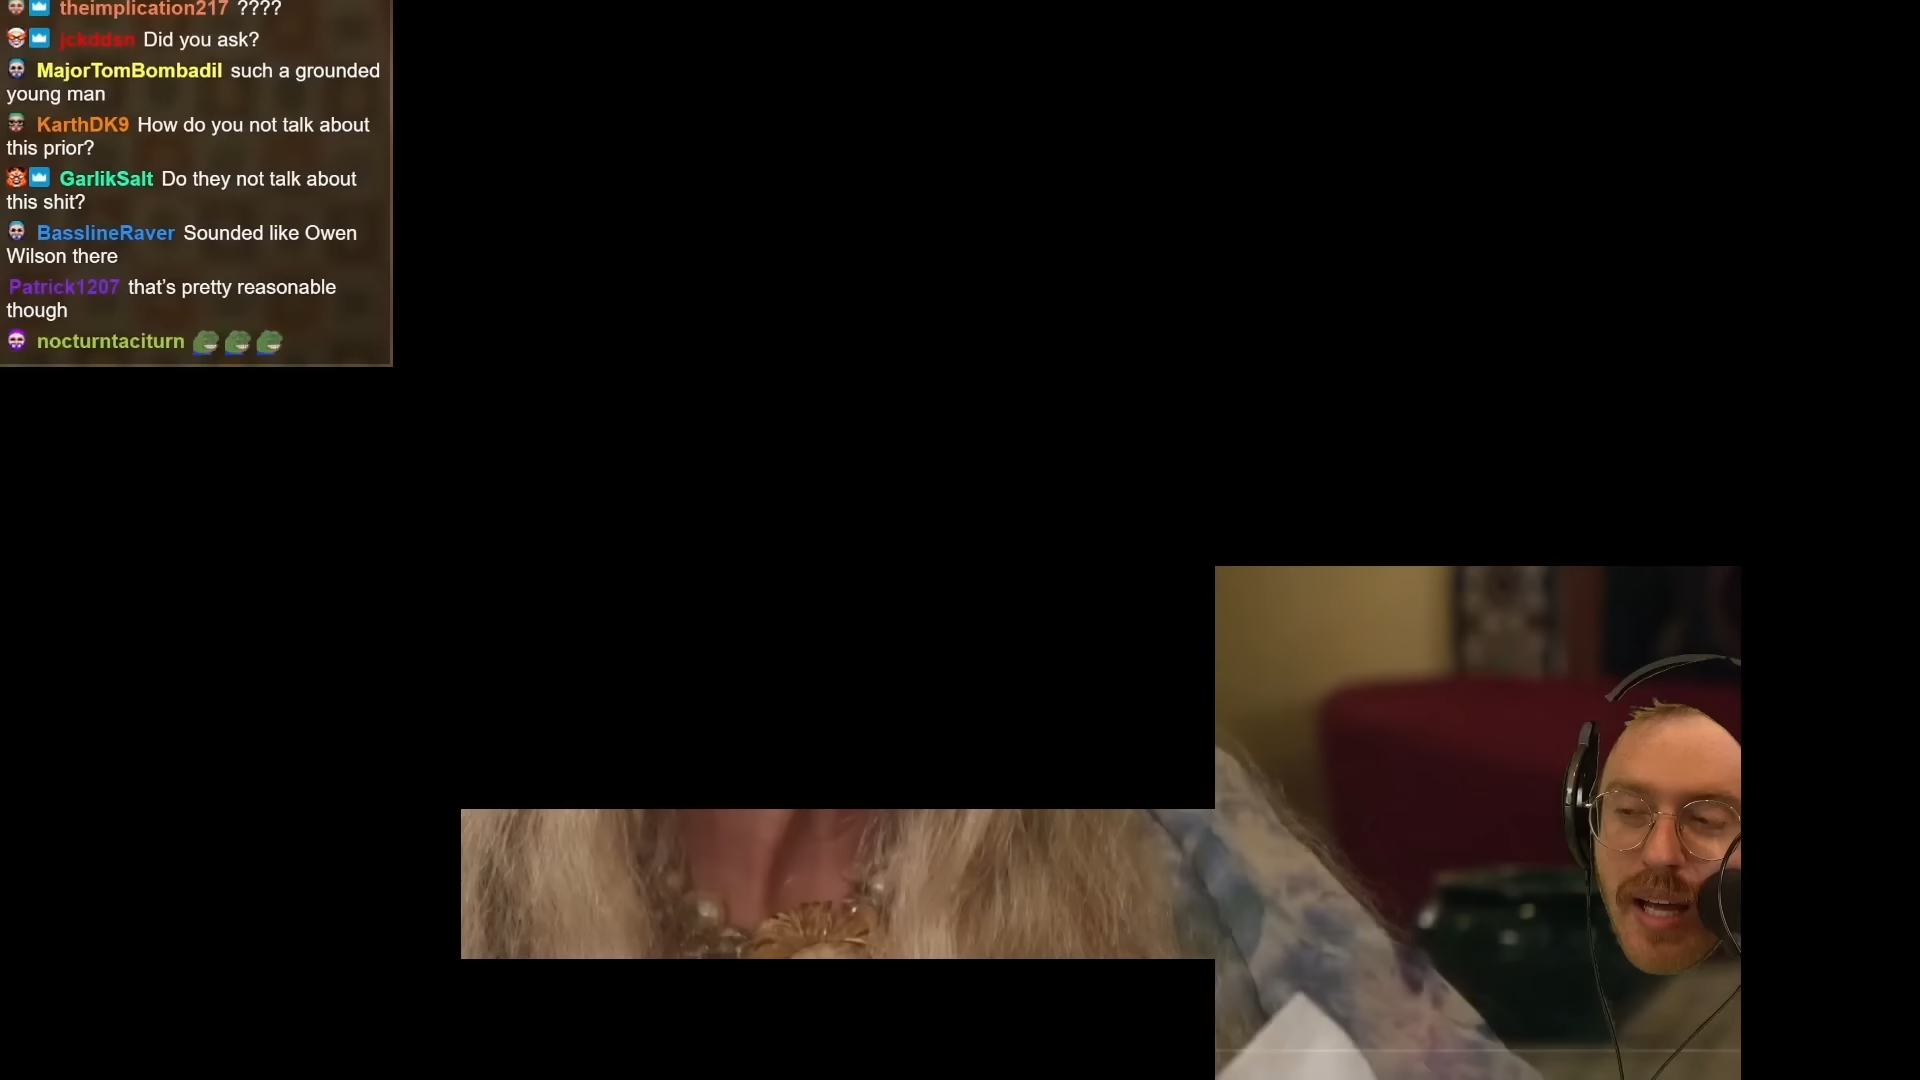 theimplication217 ????
jckddsn Did you ask?
MajorTomBombadil such a grounded
young man
KarthDK9 How do you not talk about
this prior?
GarlikSalt Do they not talk about
this shit?
BasslineRaver Sounded like Owen
Wilson there
Patrick1207 that’s pretty reasonable
though
nocturntaciturn